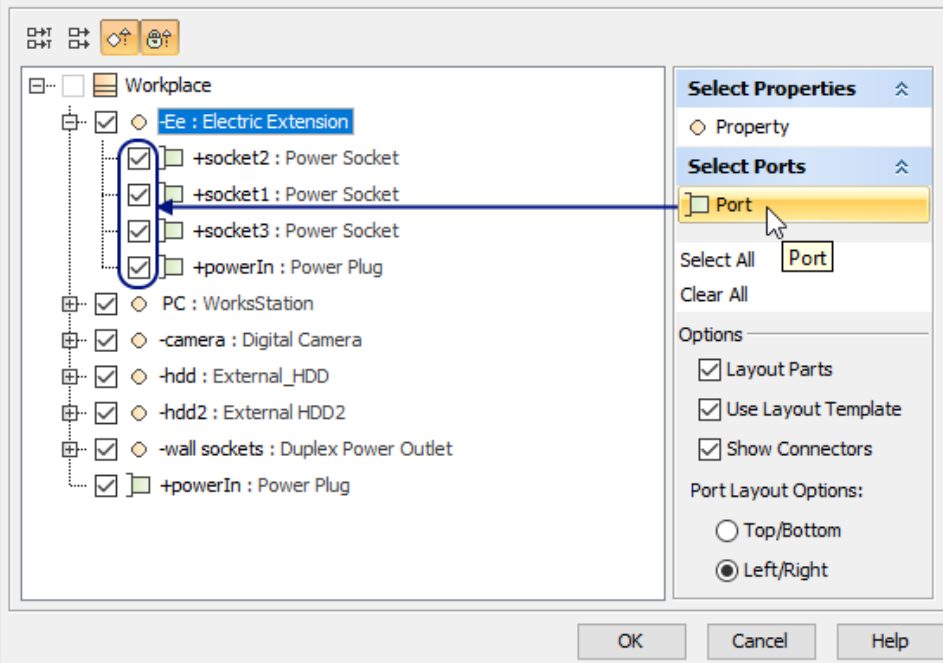 Workplace
-Ee : Electric Extension
+socket2 : Power Socket
+socket1 : Power Socket
+socket3 : Power Socket
+powerIn : Power Plug
PC : WorksStation
-camera : Digital Camera
-hdd : External_HDD
-hdd2 : External HDD2
-wall sockets : Duplex Power Outlet
+powerIn : Power Plug
Select Properties
Property
Select Ports
Port
Port
Select All
Clear All
Options
Layout Parts
Use Layout Template
Show Connectors
Port Layout Options:
Top/Bottom
Left/Right
OK
Cancel
Help